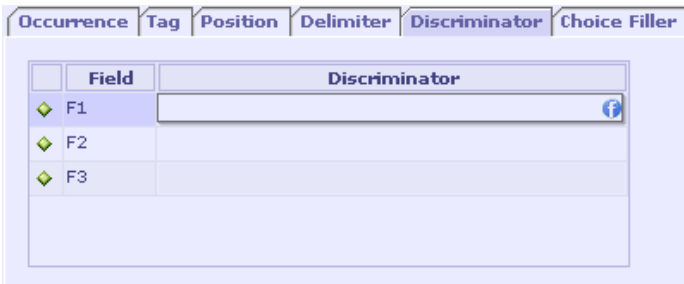 Occurrence Tag Position Delimiter Discriminator Choice Filler
Field Discriminator
F1
F2
F3